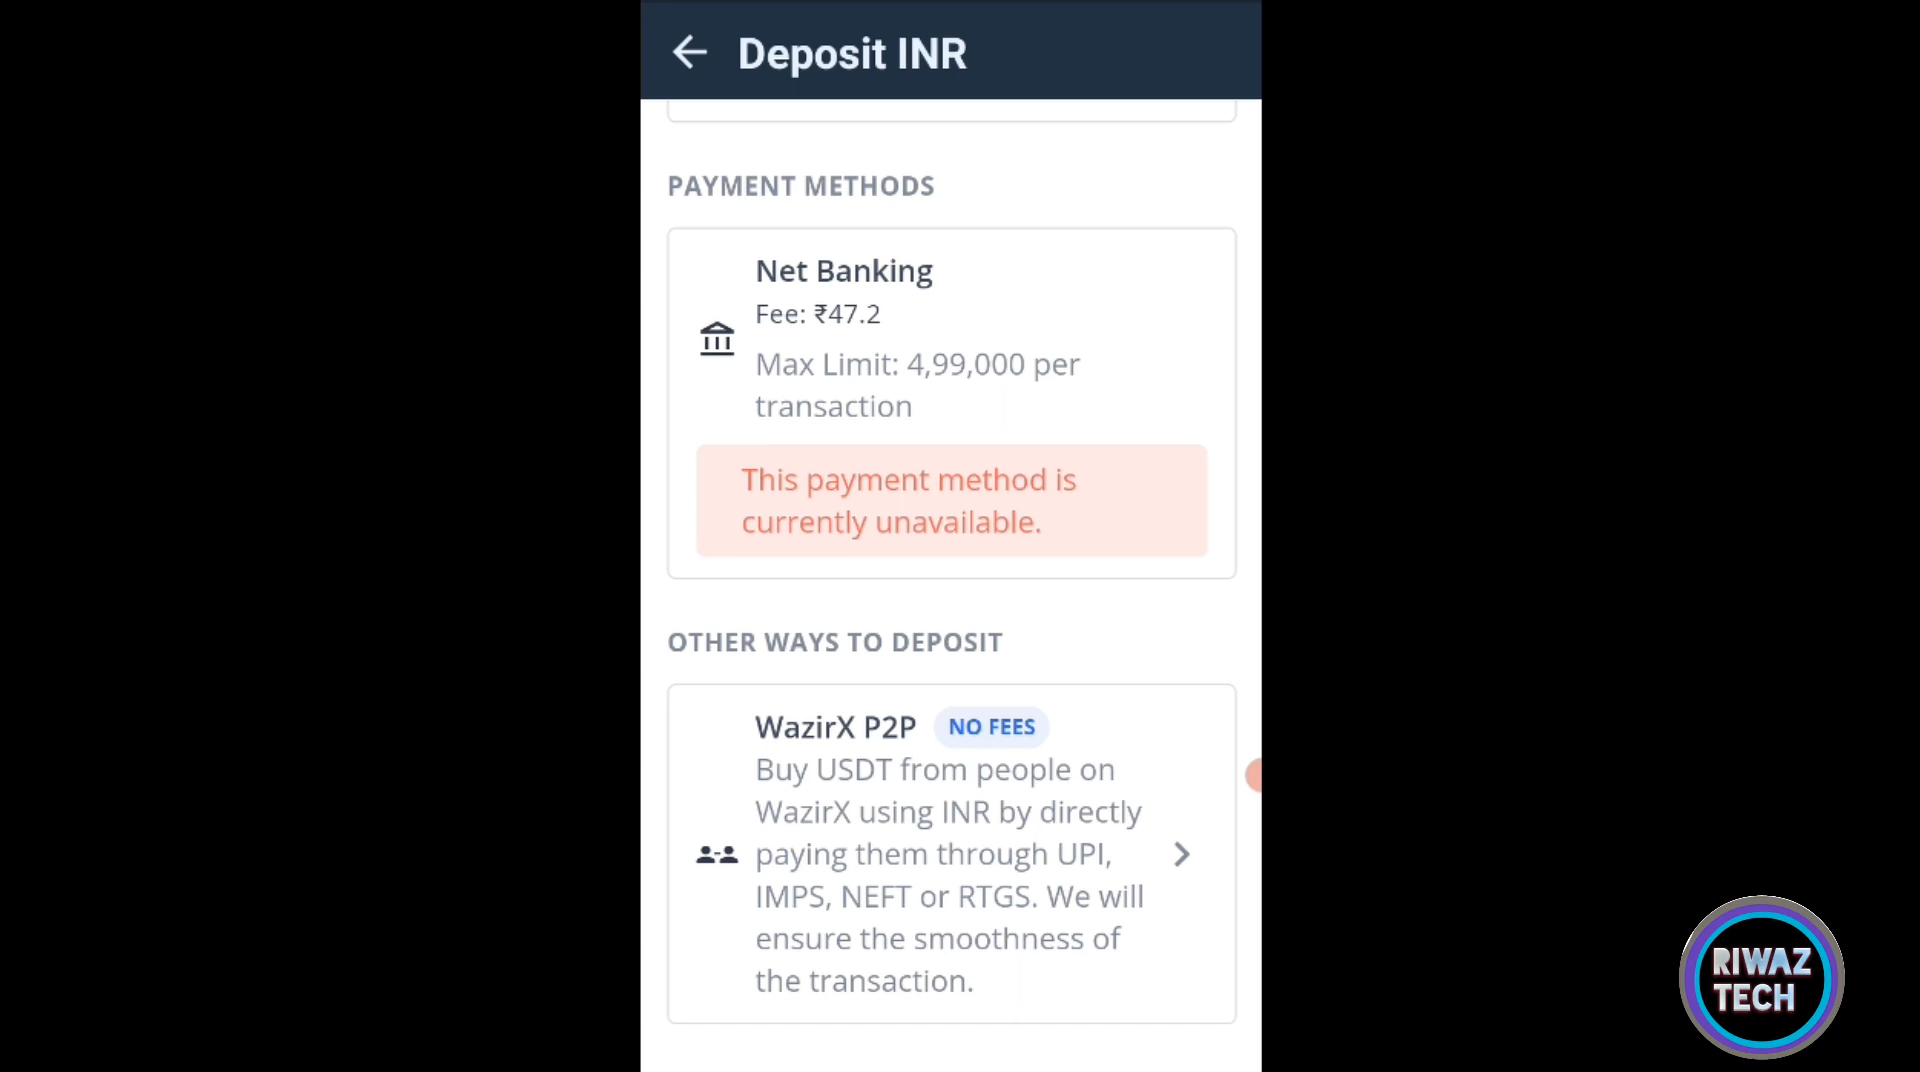 Deposit INR
PAYMENT METHODS
Net Banking
Fee: ₹47.2
Max Limit: 4,99,000 per
transaction
This payment method is
currently unavailable.
OTHER WAYS TO DEPOSIT
WazirX P2P NO FEES
Buy USDT from people on
WazirX using INR by directly
paying them through UPI,
IMPS, NEFT or RTGS. We will
ensure the smoothness of
the transaction.
RIWAZ
TECH